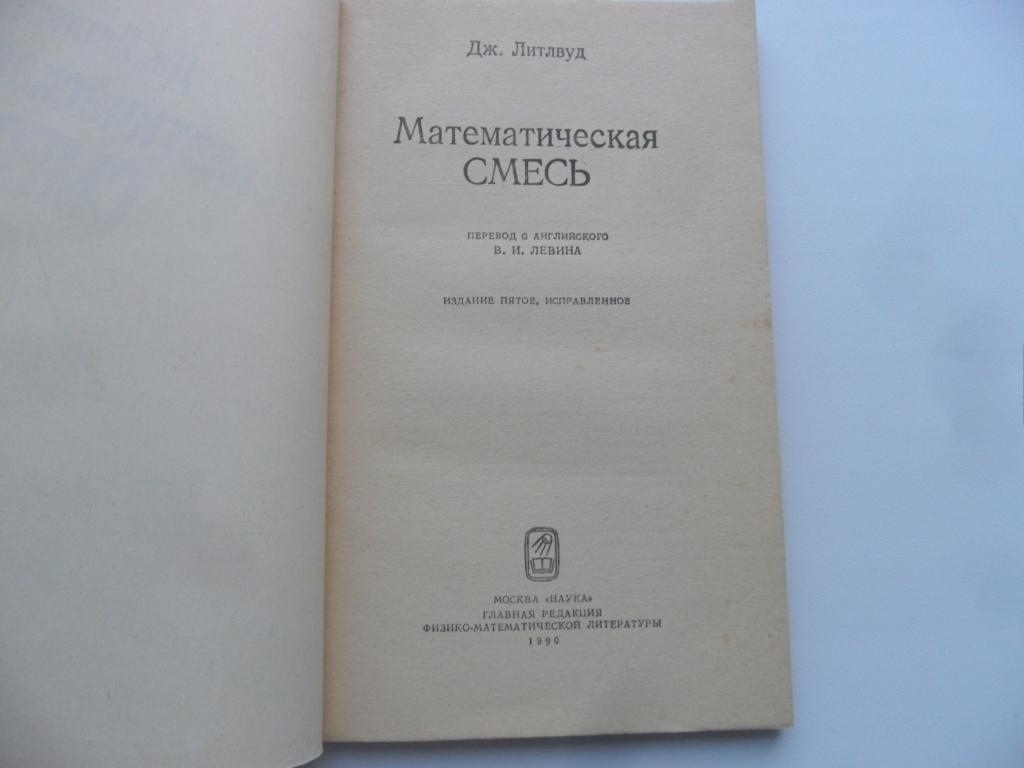 Дж. Литлвуд
Математическая
СМЕСЬ
ПЕРЕВОД С АНГЛИЙСКОГО
В. И. ЛЕВИНА
ИЗДАНИЕ ПЯТОЕ, ИСПРАВЛЕННОЕ
МОСКВА «НАУКА»
ГЛАВНАЯ РЕДАКЦИЯ
ФИЗИКО-МАТЕМАТИЧЕСКОЙ ЛИТЕРАТУРЫ
1990